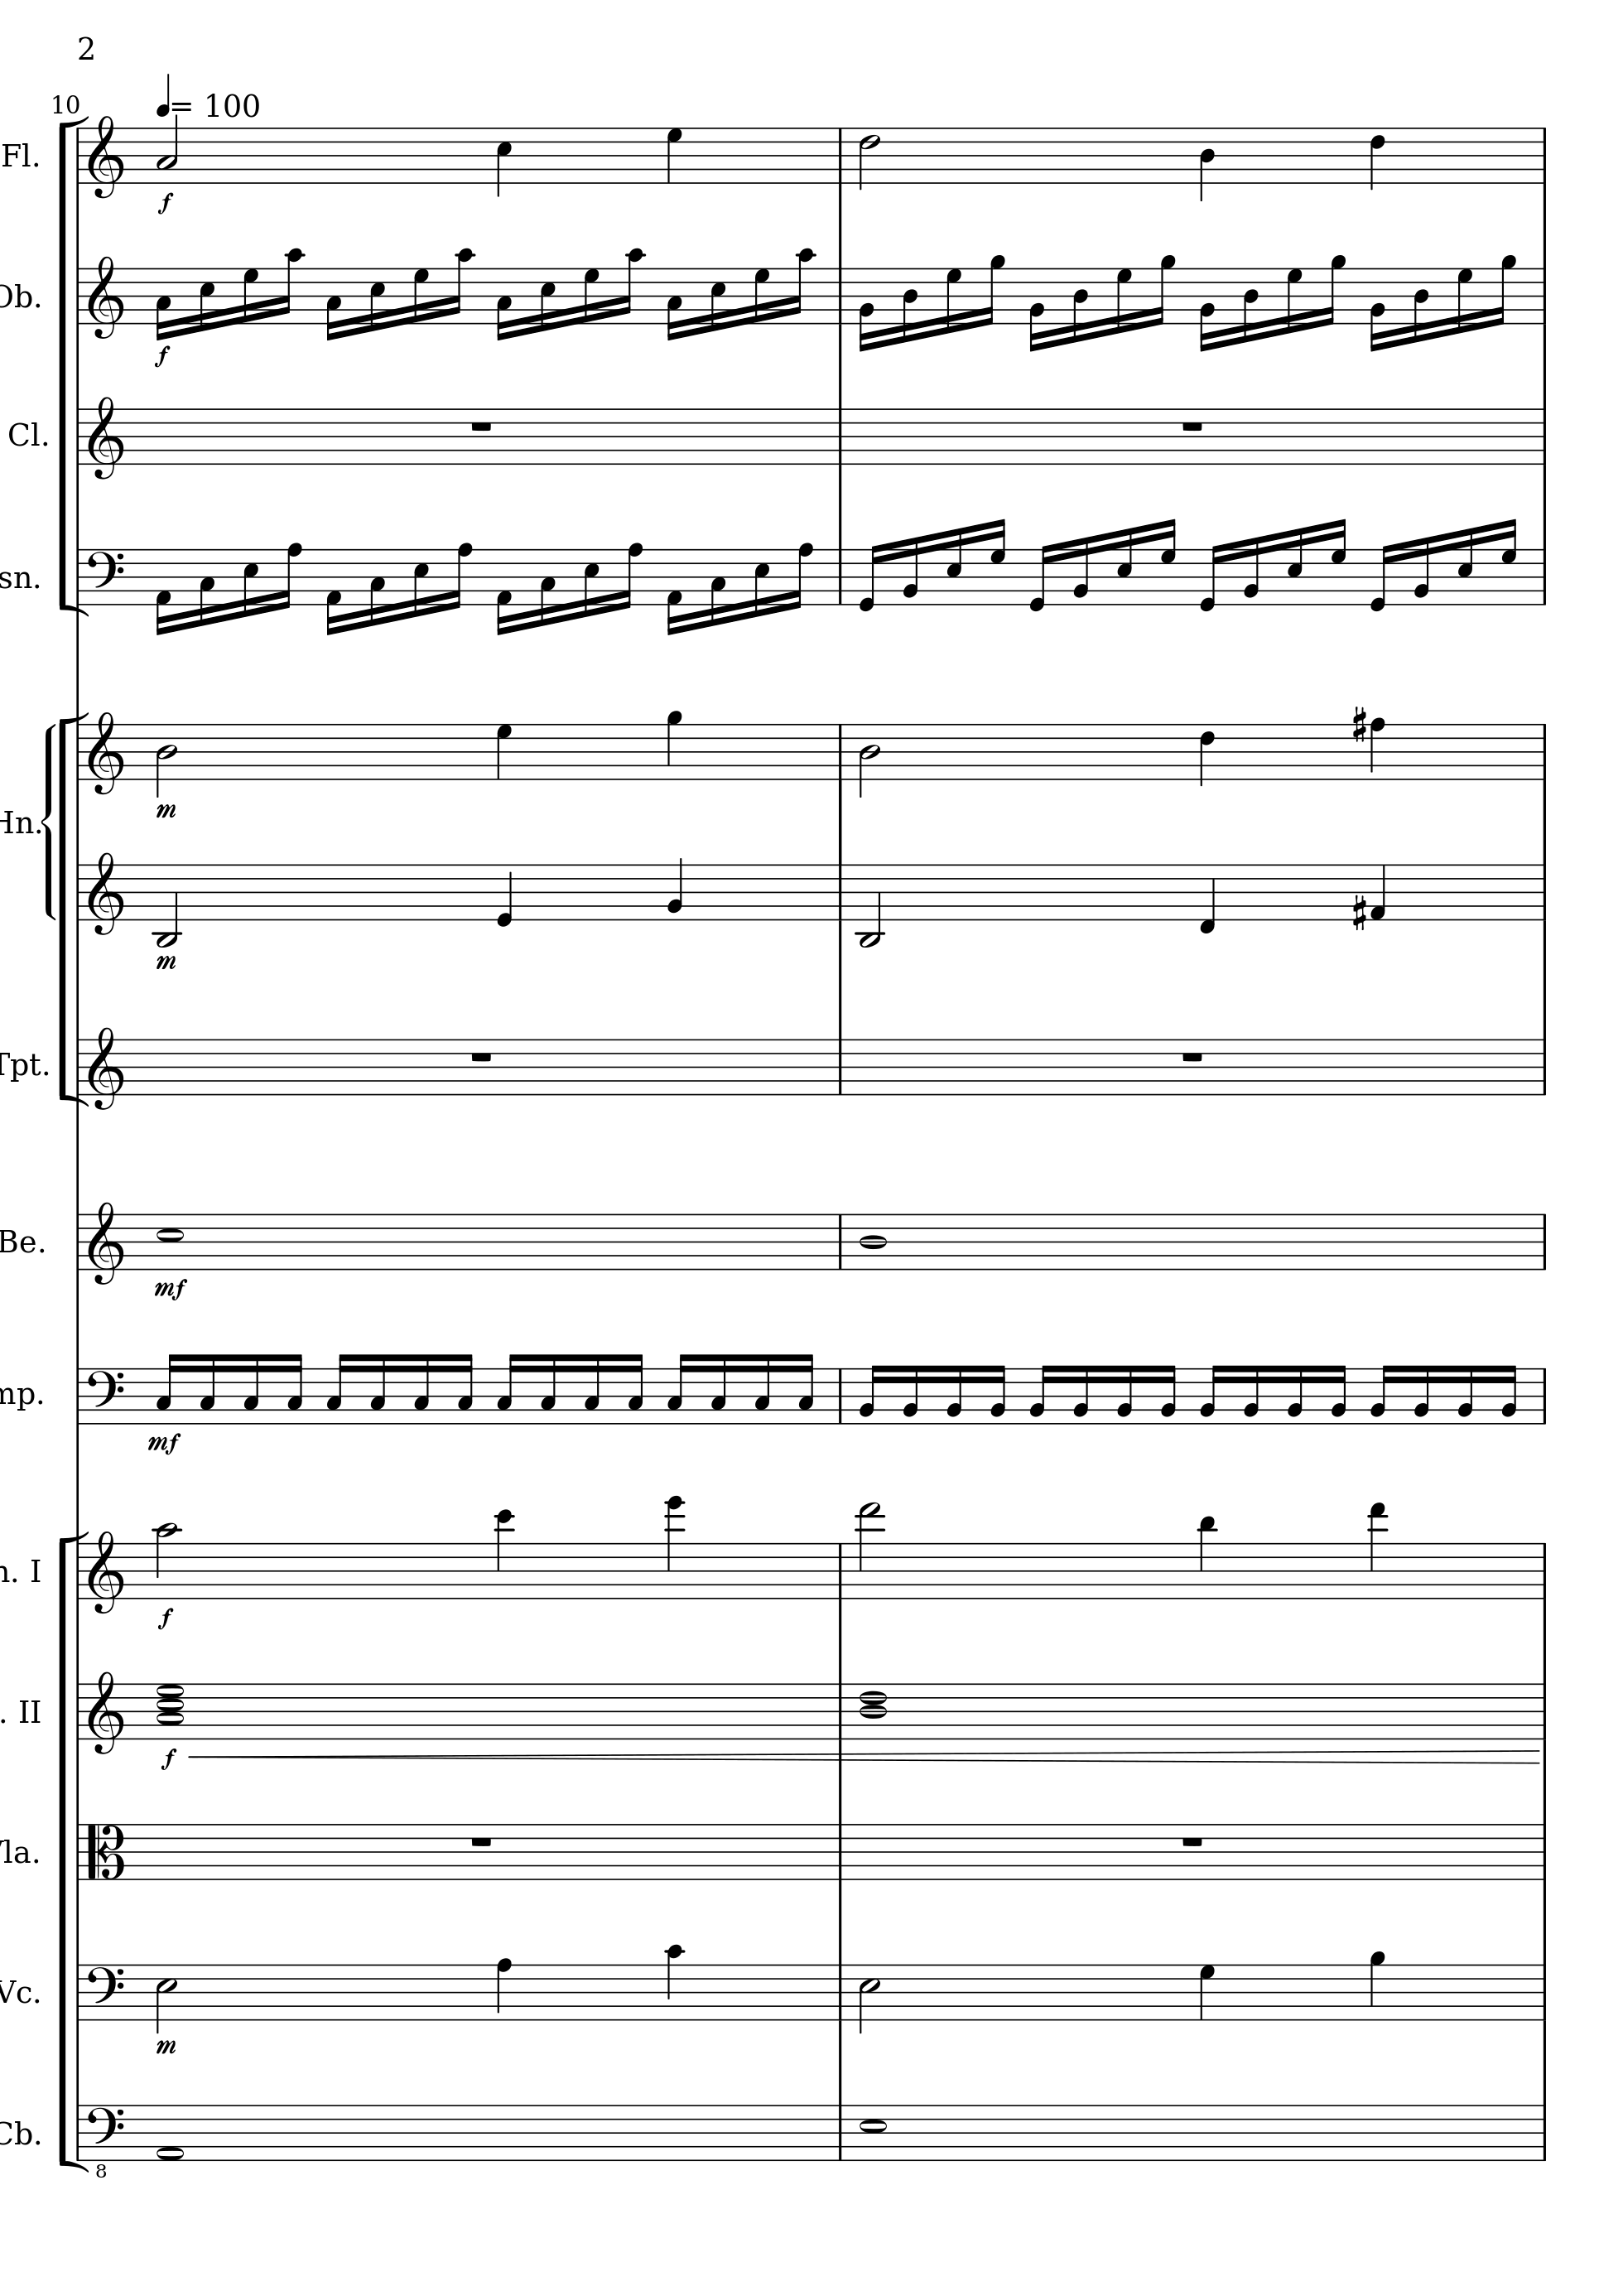 2
10
= 100
Fl.
f
Ob.
f
Cl.
sn.
m
Hn.
m
Tpt.
Be.
mf
mp.
mf
n. I
f
. II
f
la.
Vc.
m
Cb.
8